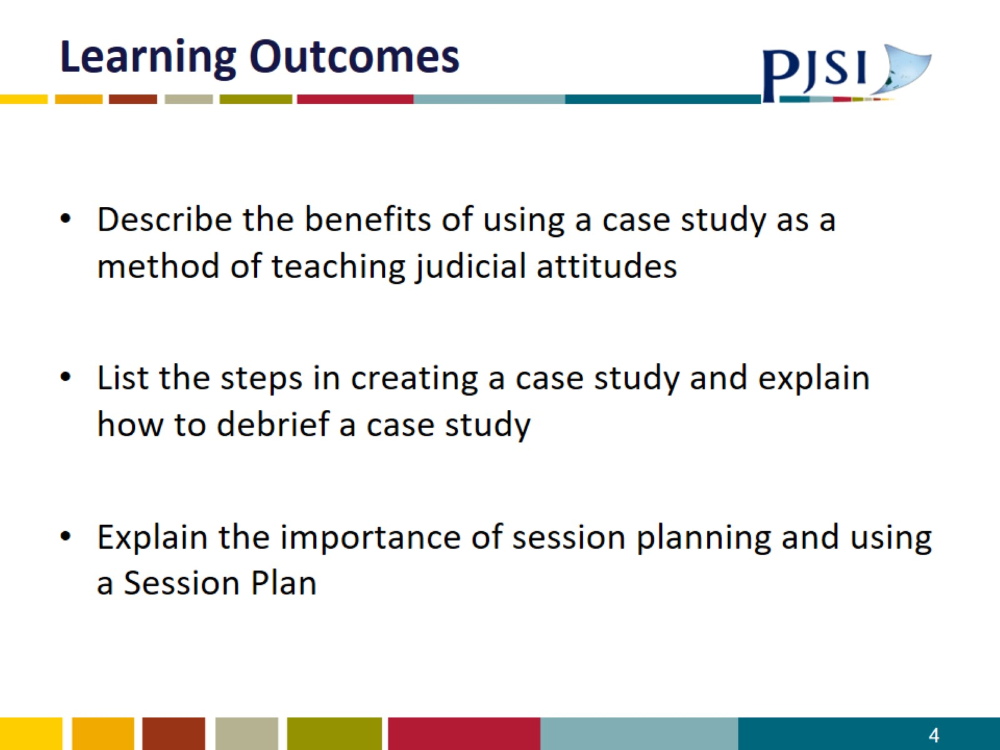 Learning Outcomes
PJSI
• Describe the benefits of using a case study as a
method of teaching judicial attitudes
• List the steps in creating a case study and explain
how to debrief a case study
• Explain the importance of session planning and using
a Session Plan
4